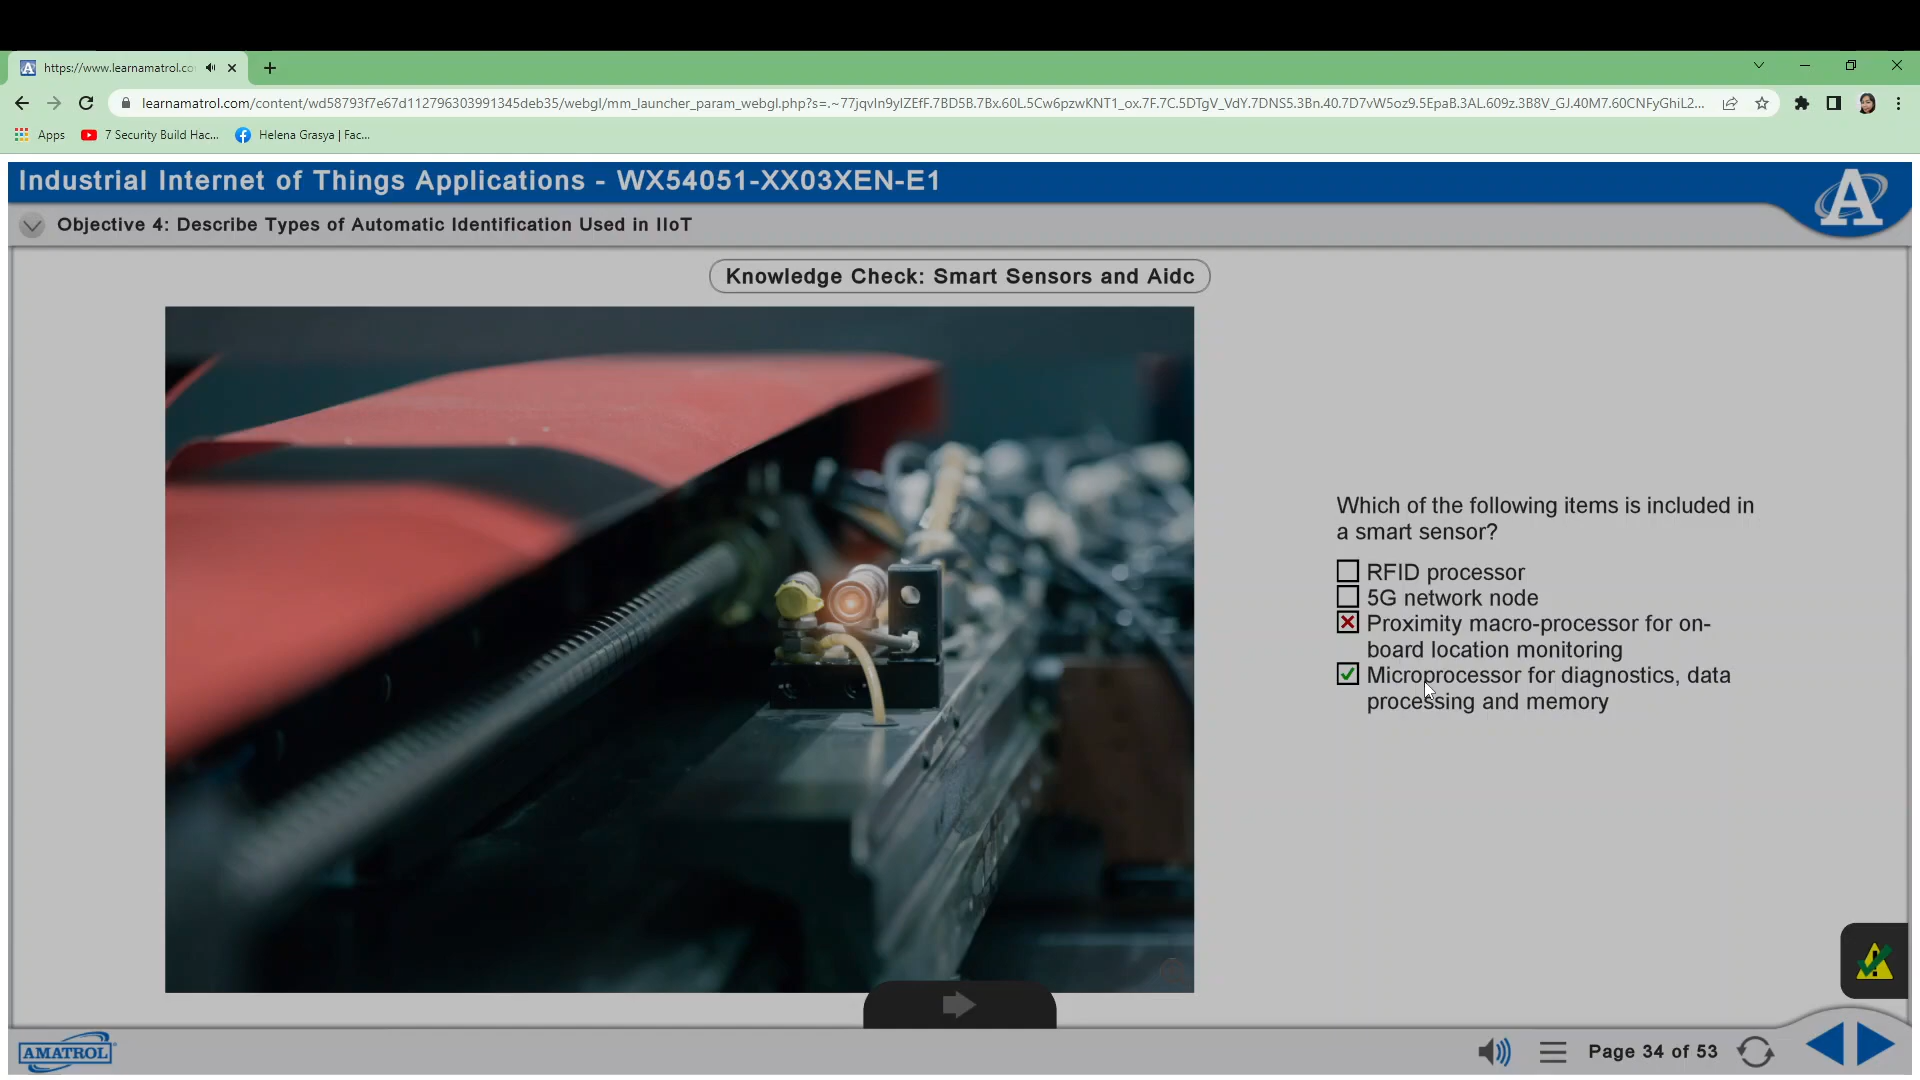 https://www.learnamatrol.co
learnamatrol.com/content/wd58793f7e67d112796303991345deb35/webgl/mm_launcher_param_webgl.php?s=.~77jqvIn9yIZEfF.7BD5B.7Bx.60L.5Cw6pzwKNT1_ox.7F.7C.5DTgV_VdY.7DNS5.3Bn.40.7D7vW5oz9.5EpaB.3AL.609z.3B8V_GJ.40M7.60CNFyGhiL2...
Apps 7 Security Build Hac... Helena Grasya | Fac...
Industrial Internet of Things Applications - WX54051-XX03XEN-E1
Objective 4: Describe Types of Automatic Identification Used in IIoT
Knowledge Check: Smart Sensors and Aidc
Which of the following items is included in
a smart sensor?
RFID processor
5G network node
Proximity macro-processor for on-
board location monitoring
Microprocessor for diagnostics, data
processing and memory
AMATROL
Page 34 of 53